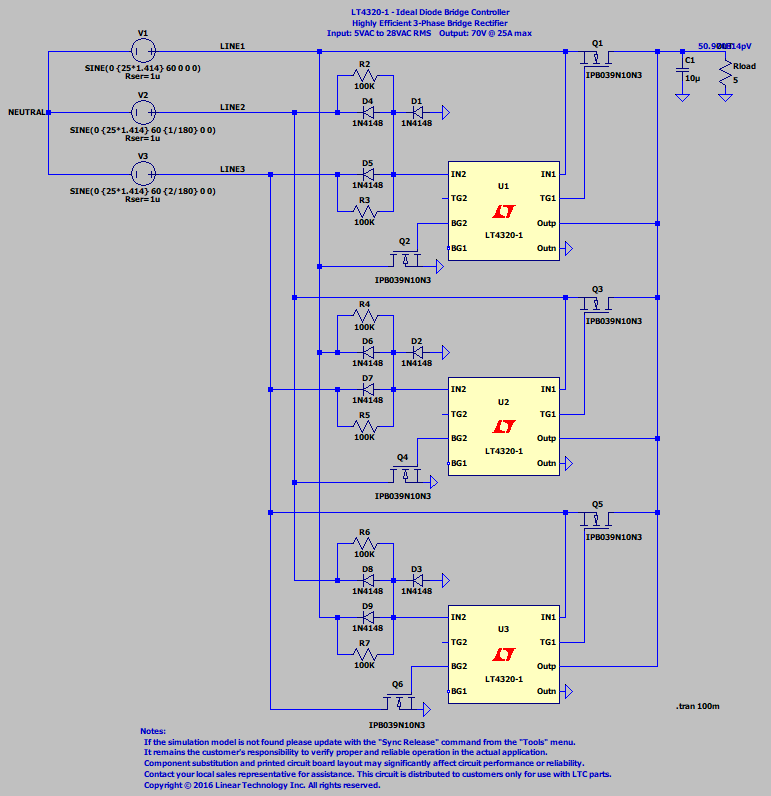 LT4320-1 - Ideal Diode Bridge Controller
Highly Efficient 3-Phase Bridge Rectifier
Input: 5VAC to 28VAC RMS Output: 70V @ 25A max
V1
SINE(0 {25*1.414} 60 0 0 0)
Rser=1u
LINE1
NEUTRAL
V2
SINE(0 {25*1.414} 60 {1/180} 0 0)
Rser=1u
LINE2
V3
SINE(0 {25*1.414} 60 {2/180} 0 0)
Rser=1u
LINE3
R2
100K
D4
1N4148
D1
1N4148
D5
1N4148
R3
100K
Q1
IPB039N10N3
C1
10µ
Rload
5
IN2
IN1
TG2
U1
TG1
BG2
Outp
LT4320-1
BG1
Outn
Q2
IPB039N10N3
Q3
IPB039N10N3
R4
100K
D6
1N4148
D2
1N4148
D7
1N4148
R5
100K
IN2
IN1
TG2
U2
TG1
BG2
Outp
LT4320-1
BG1
Outn
Q4
IPB039N10N3
Q5
IPB039N10N3
R6
100K
D8
1N4148
D3
1N4148
D9
1N4148
R7
100K
IN2
IN1
TG2
U3
TG1
BG2
Outp
LT4320-1
BG1
Outn
Q6
IPB039N10N3
.tran 100m
Notes:
If the simulation model is not found please update with the "Sync Release" command from the "Tools" menu.
It remains the customer's responsibility to verify proper and reliable operation in the actual application.
Component substitution and printed circuit board layout may significantly affect circuit performance or reliability.
Contact your local sales representative for assistance. This circuit is distributed to customers only for use with LTC parts.
Copyright © 2016 Linear Technology Inc. All rights reserved.